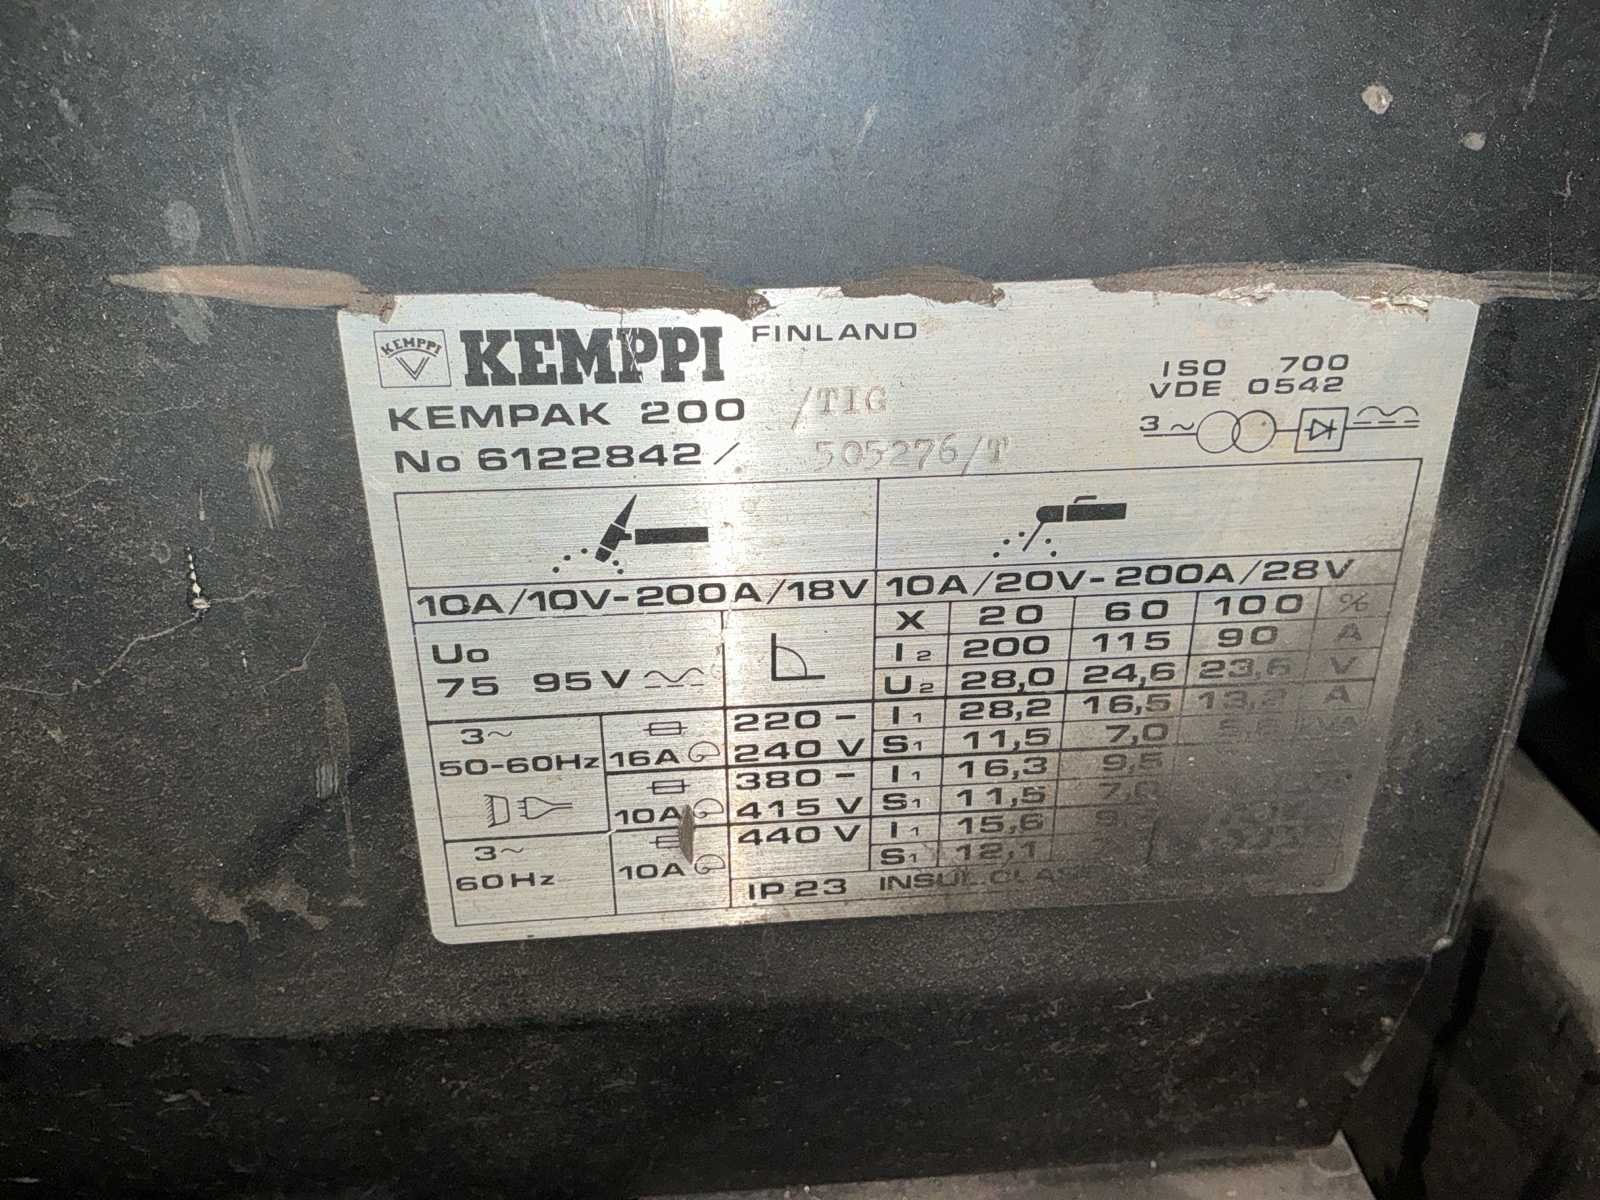 KEMPPI KEMPPI FINLAND
ISO 700
VDE 0542
KEMPAK 200 /TIG
3~
No 6122842/ 505276/T
10A/10V-200A/18V 10A/20V-200A/28V
X 20 60 100 %
Uo
I2 200 115 90 A
75 95V
U2 28,0 24,6 23,6 V
220-
I1 28,2 16,5 13,2 A
3~
50-60Hz 16A 240 V
S1 11,5 7,0
380-
I1 16,3 9,5
10A 415 V
S1 11,5 7,0
440 V
I1 15,6
3~
60Hz 10A
S1 12,1
IP 23 INSUL.CLASS